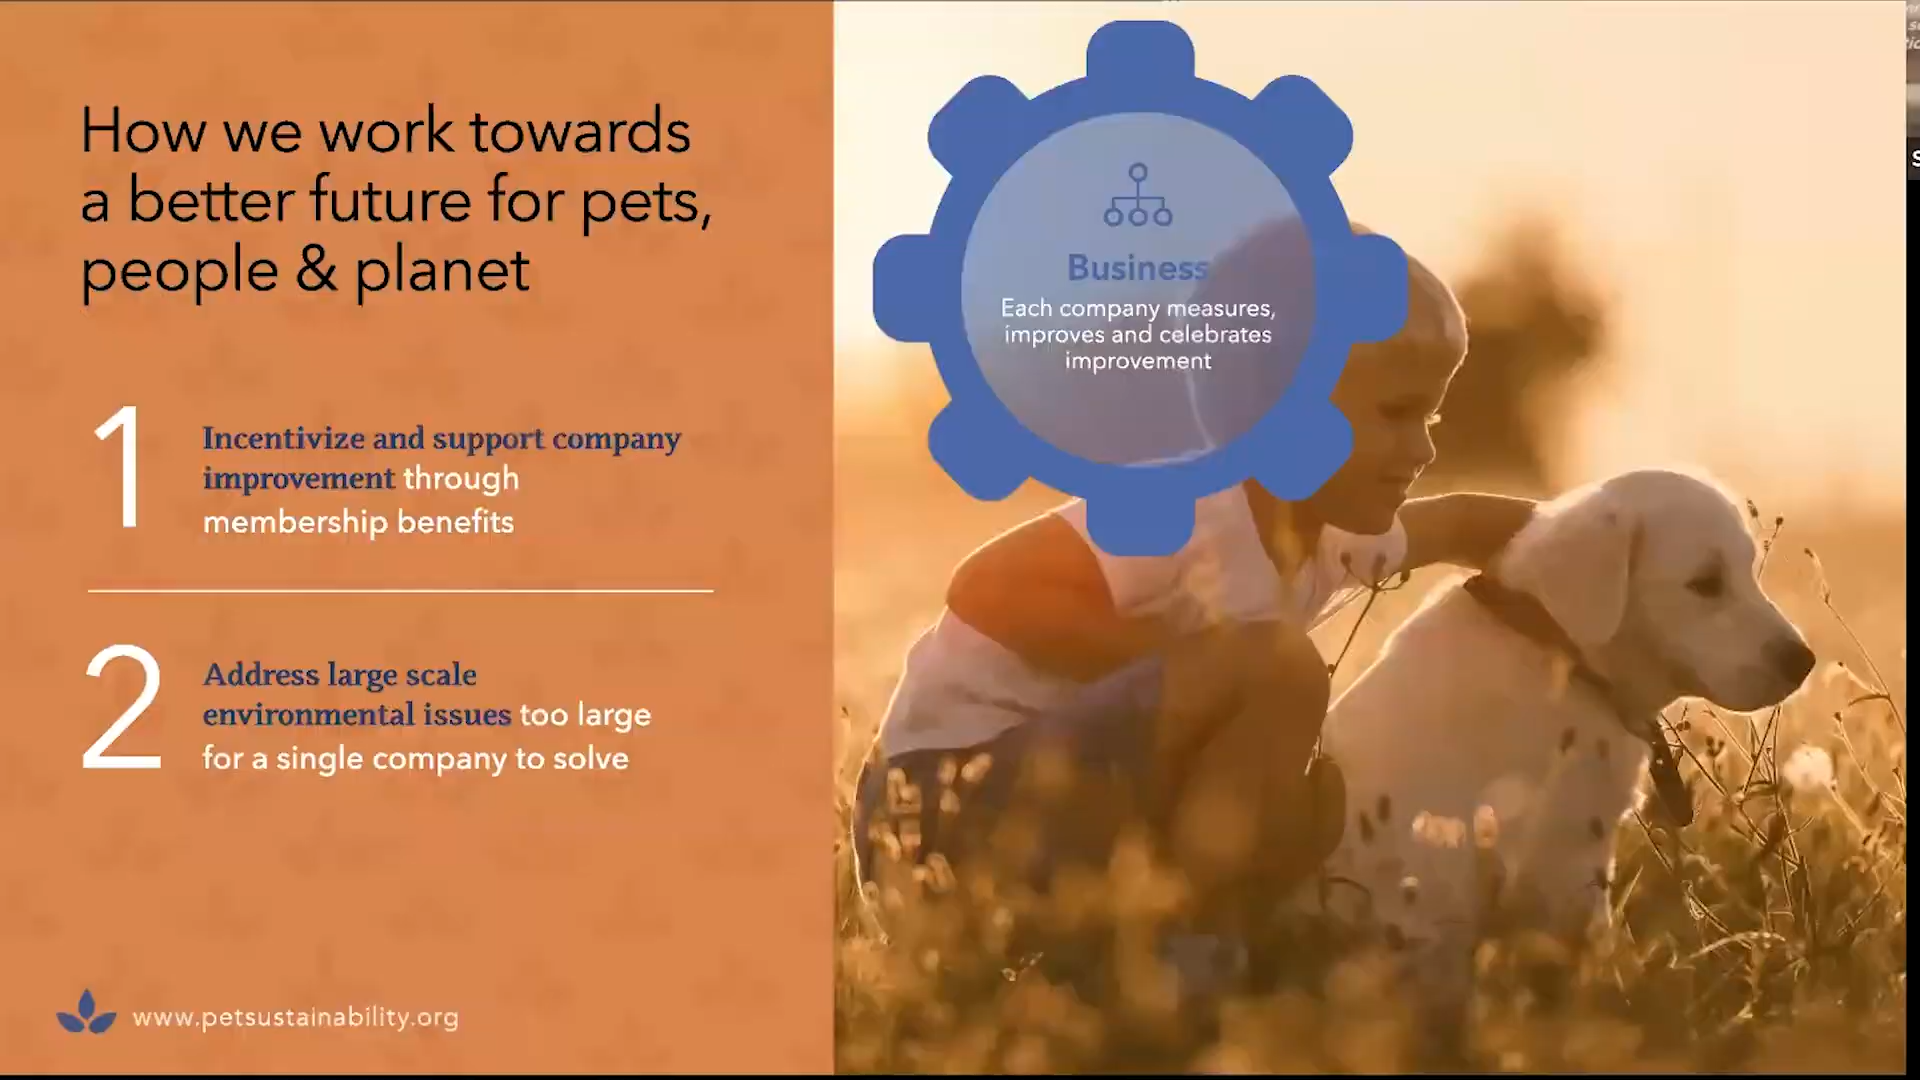 How we work towards
a better future for pets,
people & planet
1
Incentivize and support company
improvement through
membership benefits
2
Address large scale
environmental issues too large
for a single company to solve
www.petsustainability.org
Business
Each company measures,
improves and celebrates
improvement